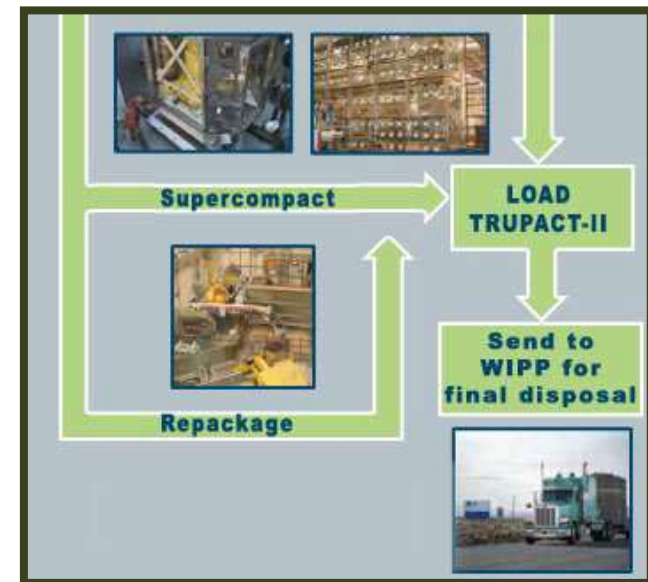 Supercompact
LOAD
TRUPACT-II
Send to
WIPP for
final disposal
Repackage